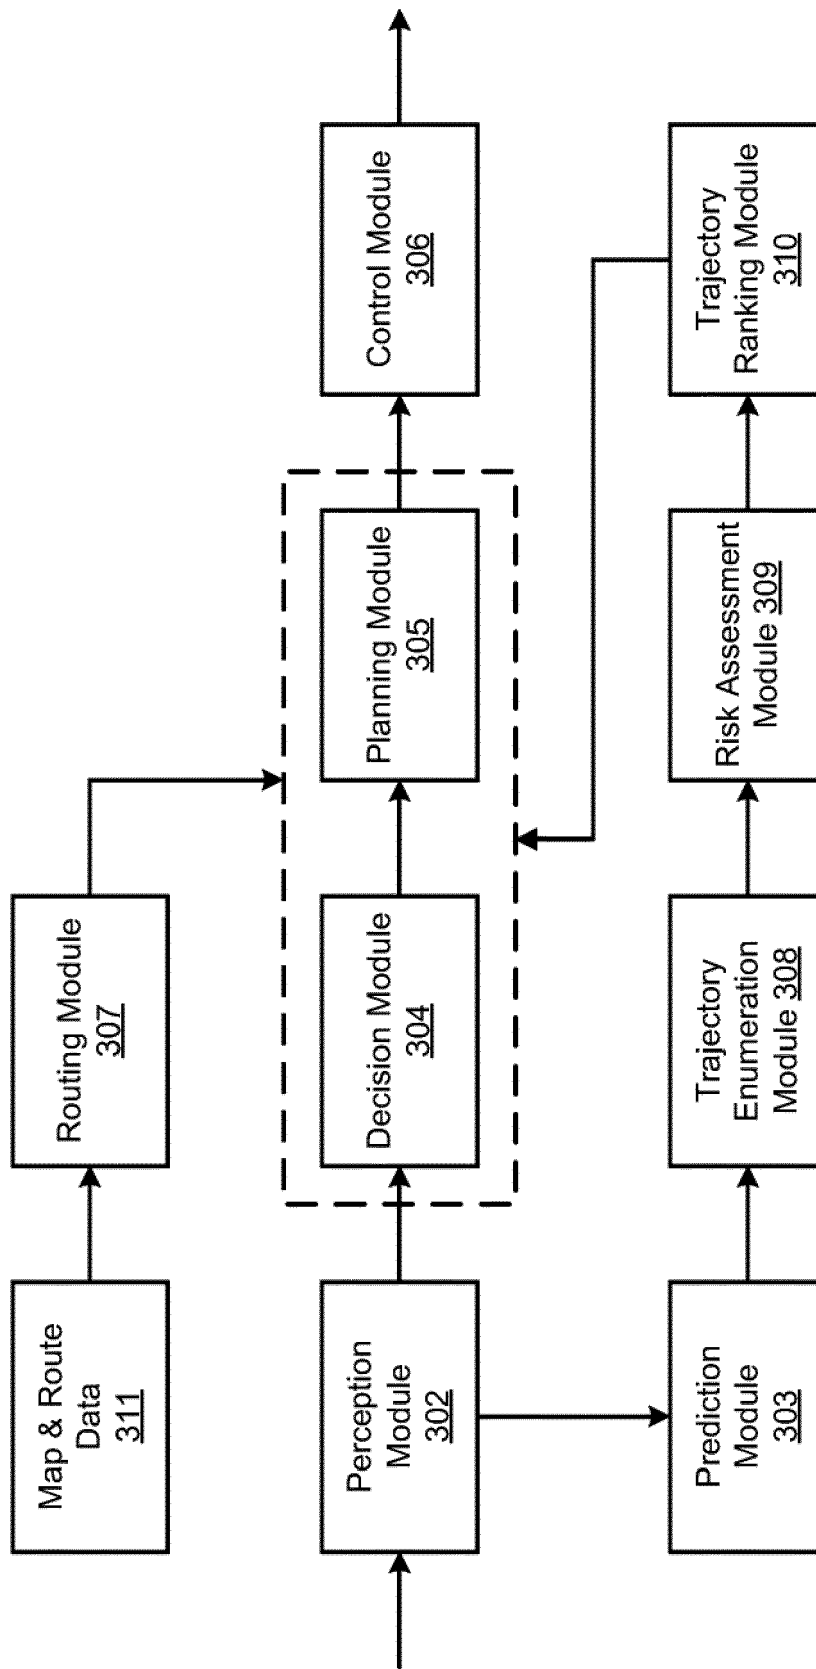 Map & Route
Data
311
Routing Module
307
Perception
Module
302
Decision Module
304
Planning Module
305
Control Module
306
Prediction
Module
303
Trajectory
Enumeration
Module 308
Risk Assessment
Module 309
Trajectory
Ranking Module
310